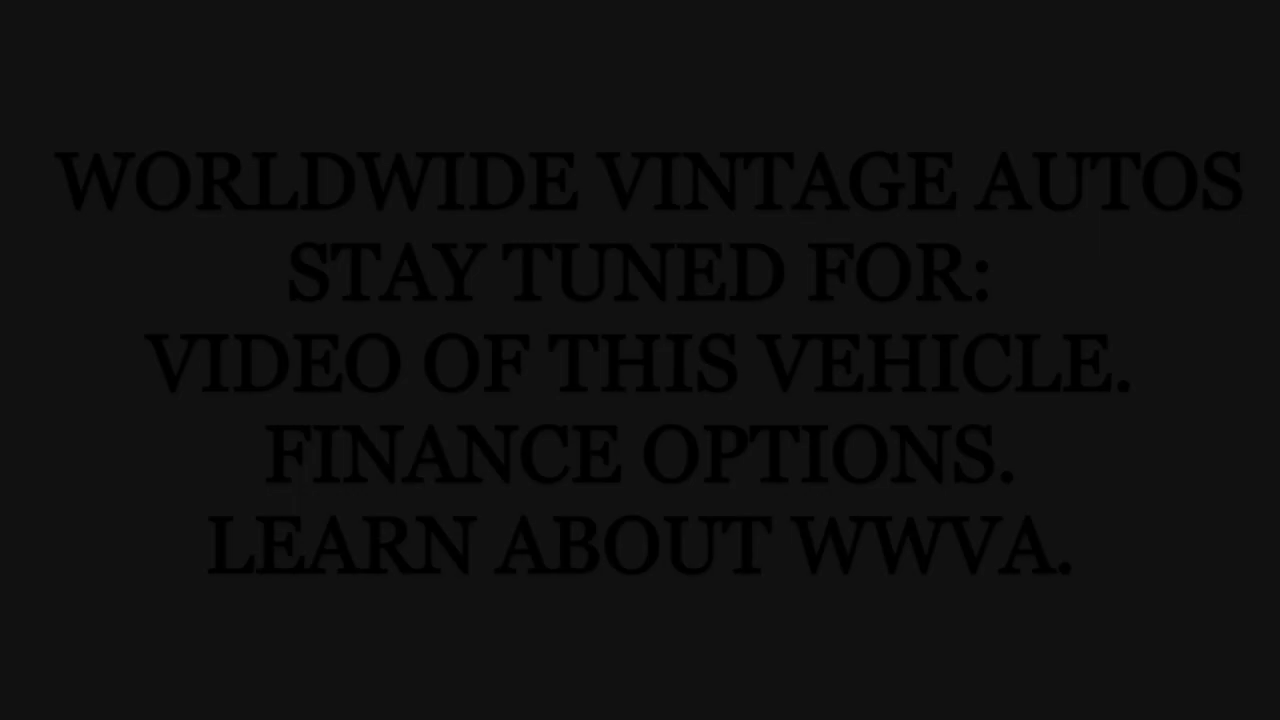 WORLDWIDE VINTAGE AUTOS
STAY TUNED FOR:
VIDEO OF THIS VEHICLE.
FINANCE OPTIONS.
LEARN ABOUT WWVA.